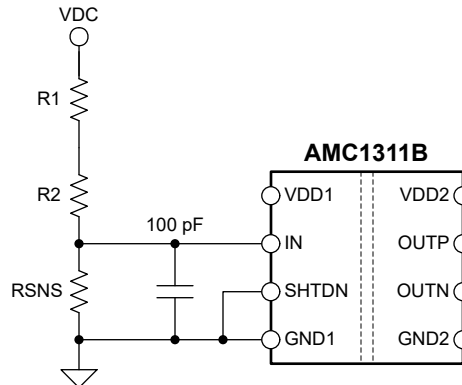 VDC
R1
R2
RSNS
100 pF
AMC1311B
VDD1
IN
SHTDN
GND1
VDD2
OUTP
OUTN
GND2